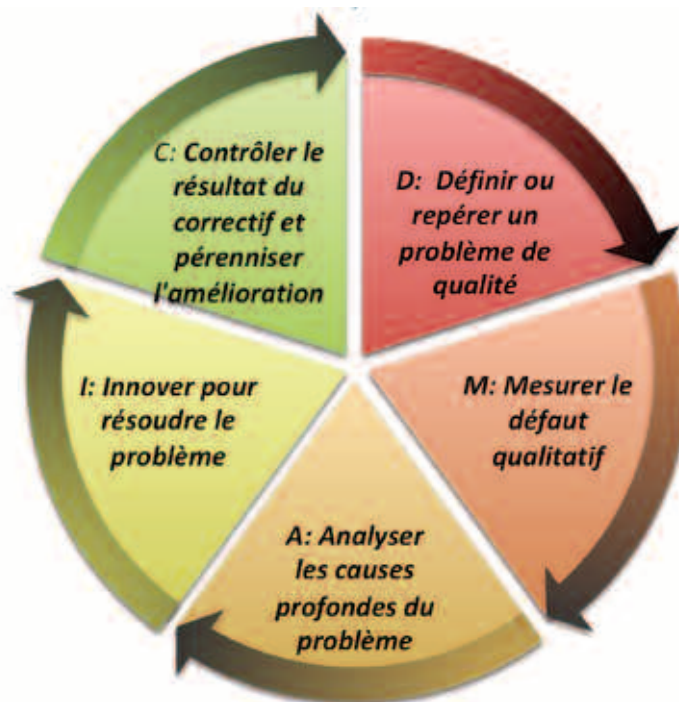 D: Définir ou
repérer un
problème de
qualité
M: Mesurer le
défaut
qualitatif
A: Analyser
les causes
profondes du
problème
I: Innover pour
résoudre le
problème
C: Contrôler le
résultat du
correctif et
pérenniser
l'amélioration